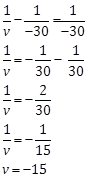 1/v − 1/−30 = 1/−30
1/v = − 1/30 − 1/30
1/v = − 2/30
1/v = − 1/15
v = −15